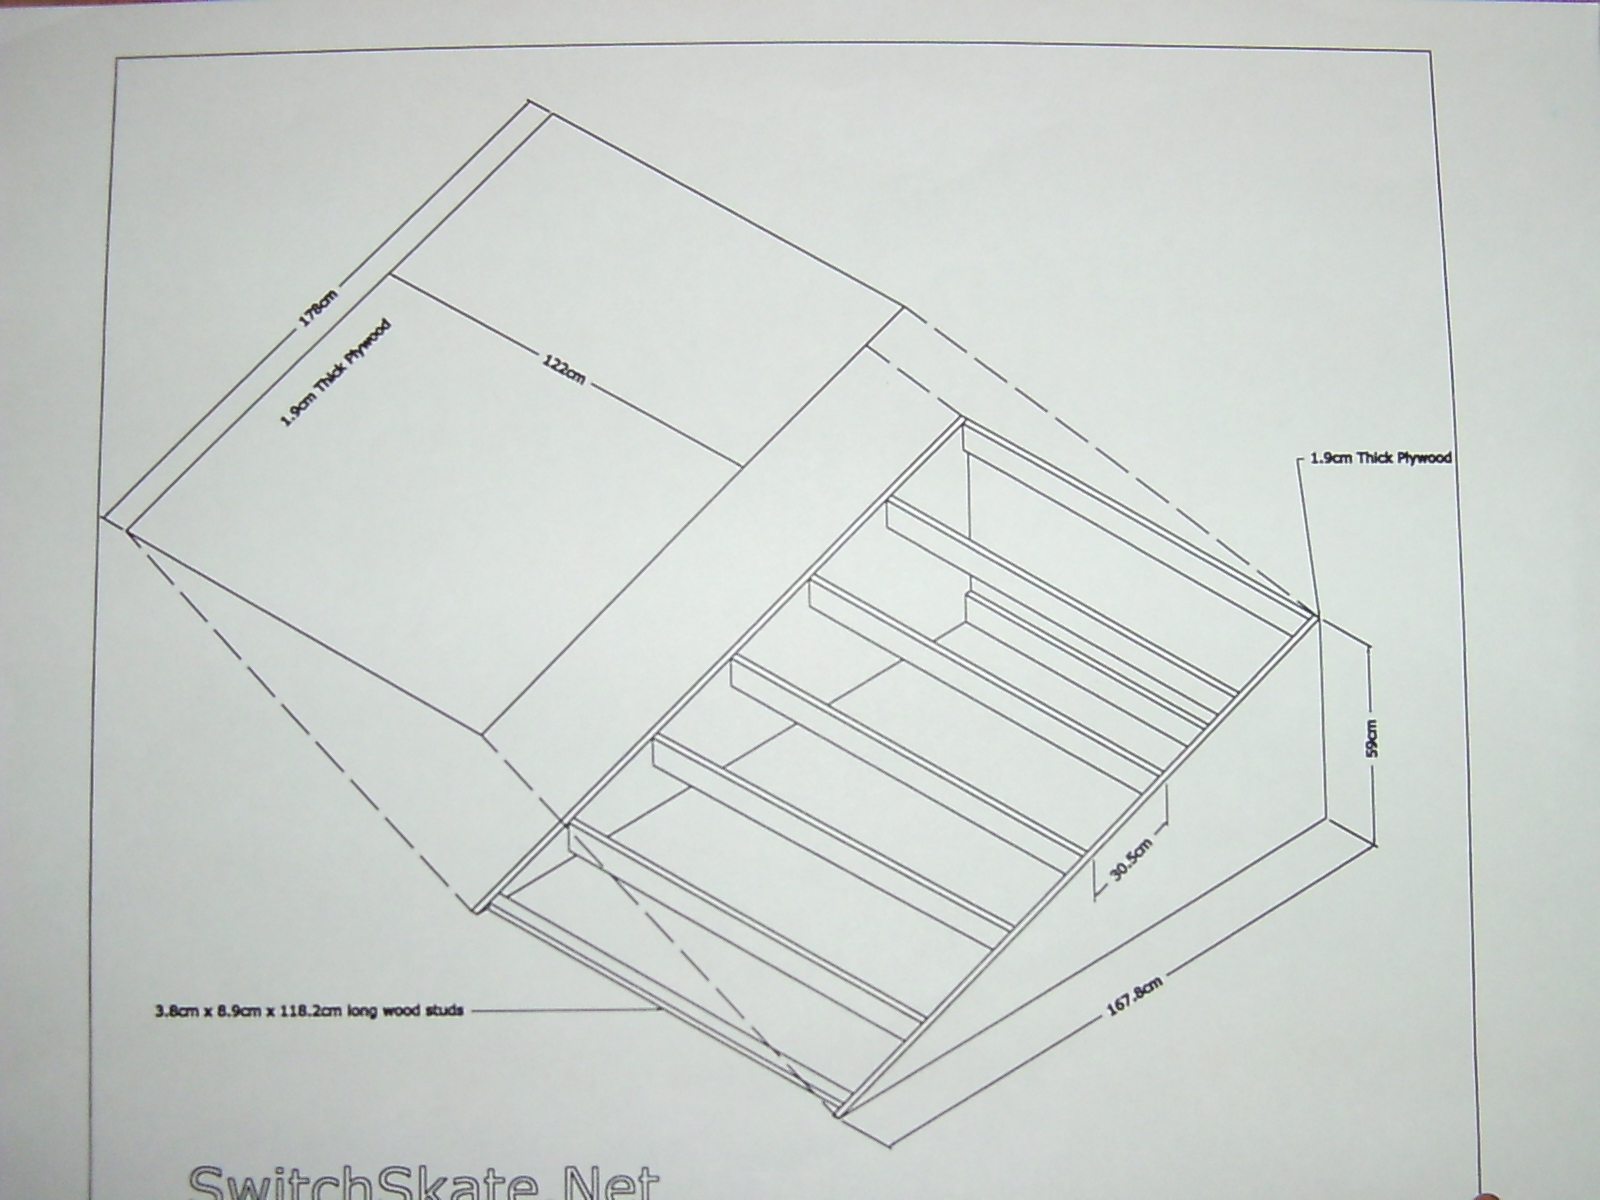 178cm
1.9cm Thick Plywood
122cm
1.9cm Thick Plywood
59cm
30.5cm
167.8cm
3.8cm x 8.9cm x 118.2cm long wood studs
SwitchSkate.Net